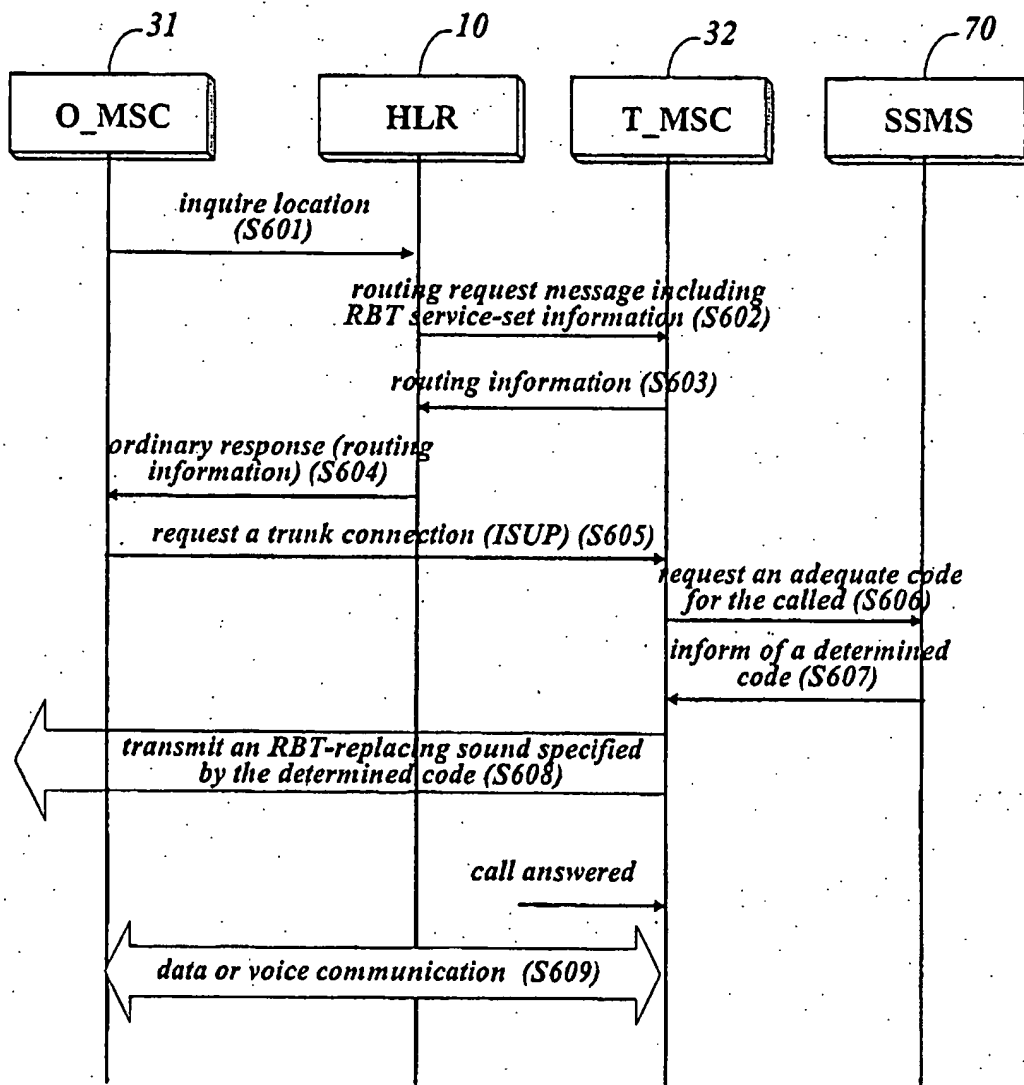 31
10
32
70
O_MSC
HLR
T_MSC
SSMS
inquire location
(S601)
routing request message including
RBT service-set information (S602)
routing information (S603)
ordinary response (routing
information) (S604)
request a trunk connection (ISUP) (S605)
request an adequate code
for the called (S606)
inform of a determined
code (S607)
transmit an RBT-replacing sound specified
by the determined code (S608)
call answered
data or voice communication (S609)